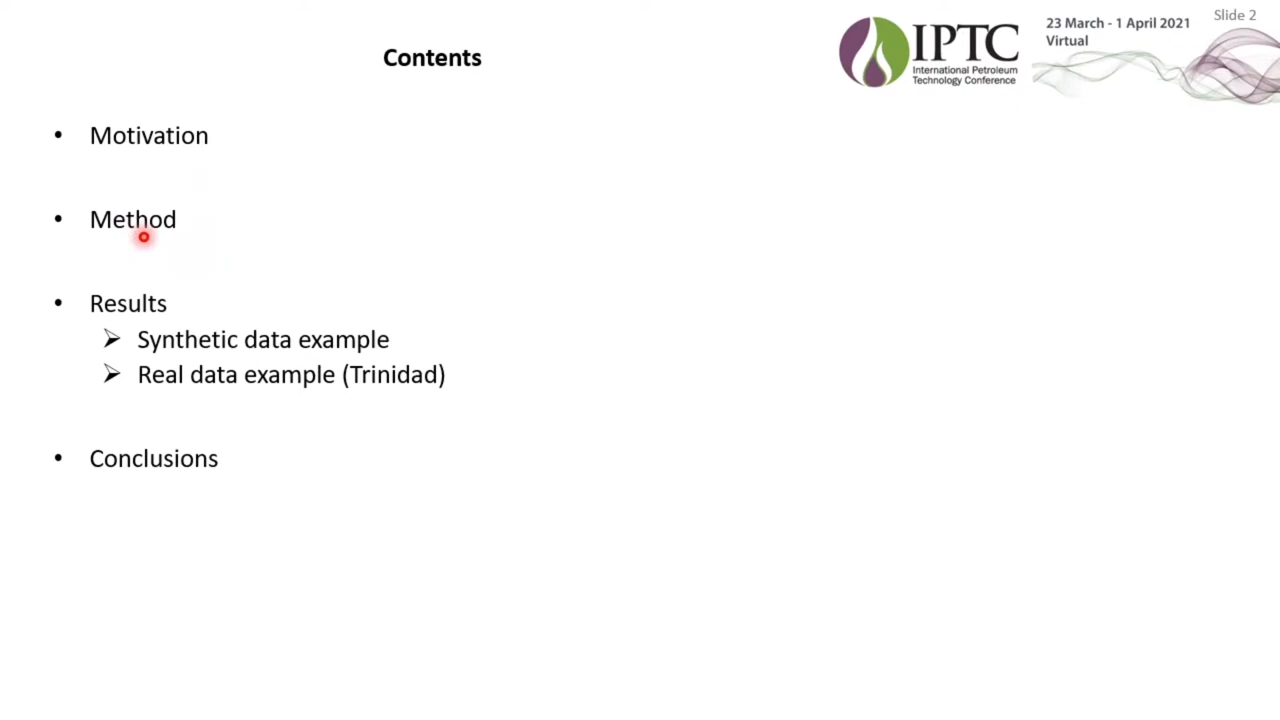 Slide 2
23 March - 1 April 2021
Virtual
IPTC
International Petroleum
Technology Conference
Contents
• Motivation
• Method
• Results
➢ Synthetic data example
➢ Real data example (Trinidad)
• Conclusions